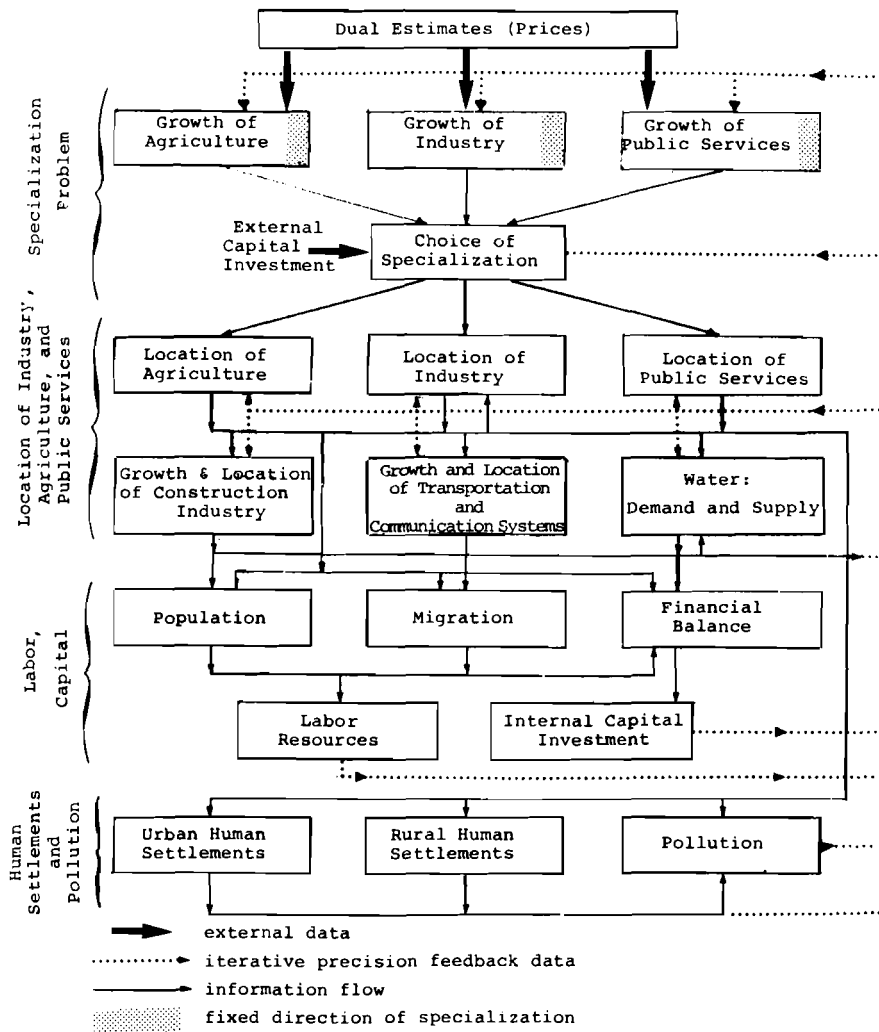 Dual Estimates (Prices)
Specialization
Problem
Growth of
Agriculture
Growth of
Industry
Growth of
Public Services
External
Capital
Investment
Choice of
Specialization
Location of Industry,
Agriculture, and
Public Services
Location of
Agriculture
Location of
Industry
Location of
Public Services
Growth & Location
of Construction
Industry
Growth and Location
of Transportation
and
Communication Systems
Water:
Demand and Supply
Labor,
Capital
Population
Migration
Financial
Balance
Labor
Resources
Internal Capital
Investment
Human
Settlements
and
Pollution
Urban Human
Settlements
Rural Human
Settlements
Pollution
external data
iterative precision feedback data
information flow
fixed direction of specialization